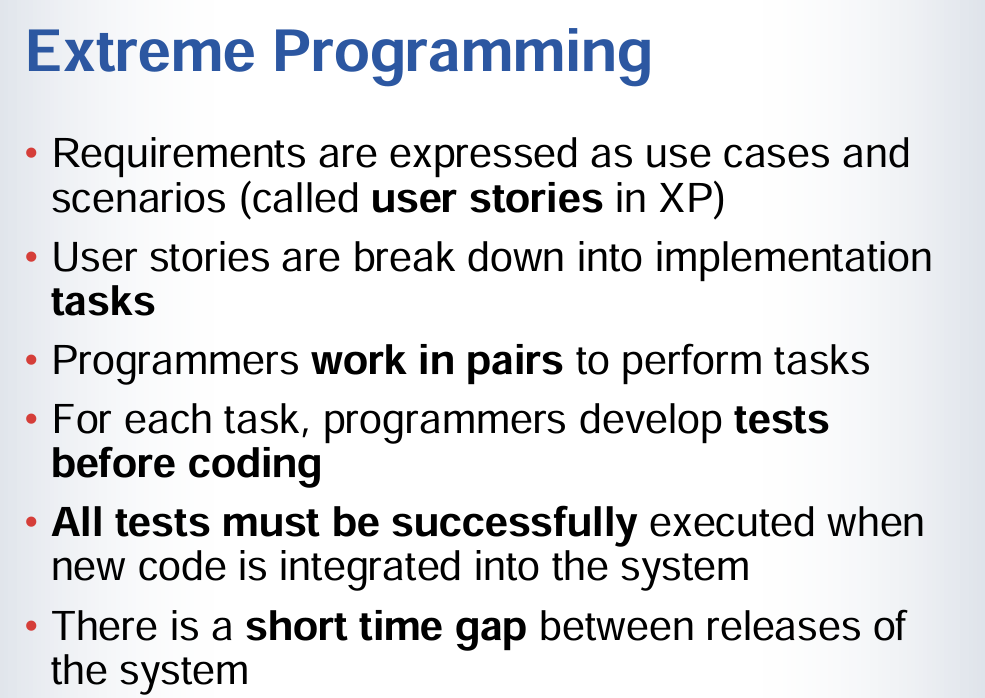 Extreme Programming
• Requirements are expressed as use cases and
scenarios (called user stories in XP)
• User stories are break down into implementation
tasks
• Programmers work in pairs to perform tasks
• For each task, programmers develop tests
before coding
• All tests must be successfully executed when
new code is integrated into the system
• There is a short time gap between releases of
the system